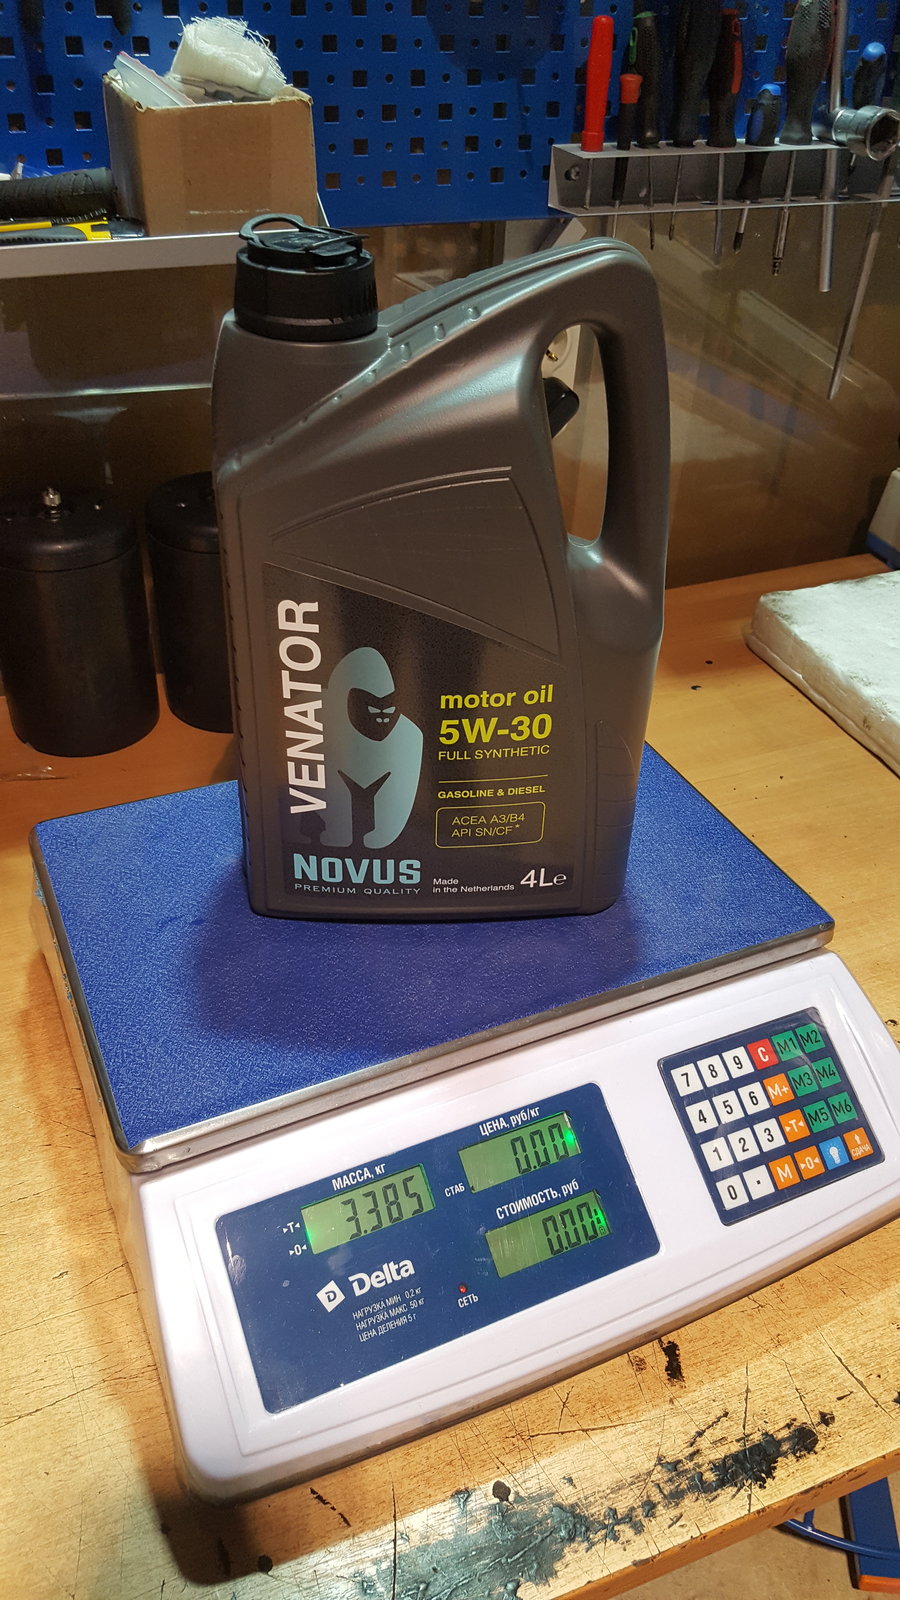 VENATOR
motor oil
5W-30
FULL SYNTHETIC
GASOLINE & DIESEL
ACEA A3/B4
API SN/CF*
NOVUS
PREMIUM QUALITY
Made
in the Netherlands
4Le
МАССА, кг
3.385
ЦЕНА, руб/кг
0.00
СТАБ
СТОИМОСТЬ, руб
0.00
►T◄
►0◄
D Delta
НАГРУЗКА МИН 0,2 кг
НАГРУЗКА МАКС 50 кг
ЦЕНА ДЕЛЕНИЯ 5 г
СЕТЬ
7 8 9 C M1 M2
4 5 6 M+ M3 M4
1 2 3 ►T◄ M5 M6
0 . M ►0◄ СДАЧА